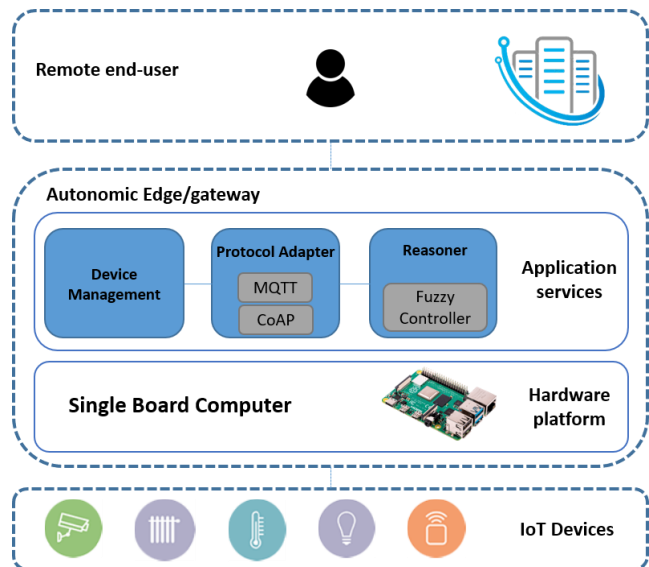 Remote end-user
Autonomic Edge/gateway
Device
Management
Protocol Adapter
MQTT
CoAP
Reasoner
Fuzzy
Controller
Application
services
Single Board Computer
Hardware
platform
IoT Devices